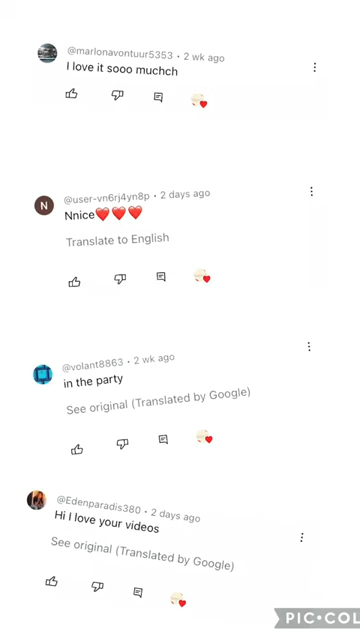 @marlonavontuur5353 • 2 wk ago
I love it sooo muchch
@user-vn6rj4yn8p • 2 days ago
N
Nnice❤️❤️❤️
Translate to English
@volant8863 • 2 wk ago
in the party
See original (Translated by Google)
@Edenparadis380 • 2 days ago
Hi I love your videos
See original (Translated by Google)
PIC•COL